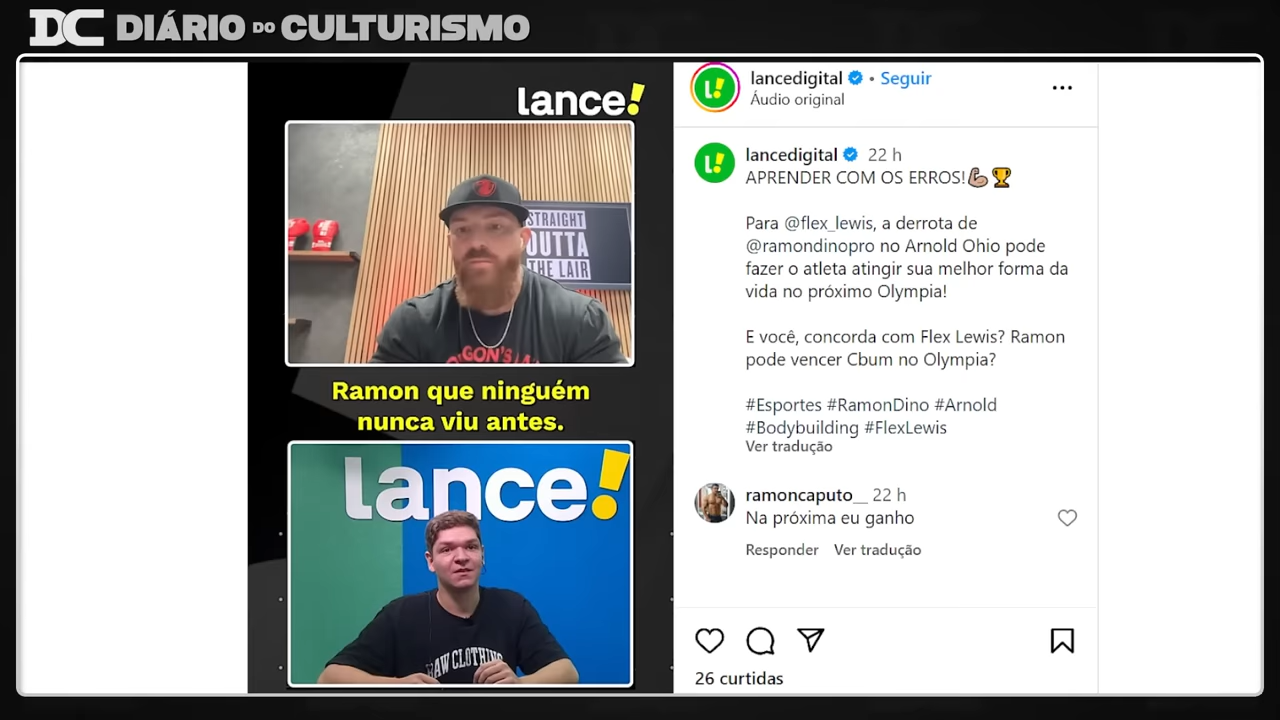 DC DIÁRIO DO CULTURISMO
lance!
STRAIGHT
OUTTA
THE LAIR
Ramon que ninguém
nunca viu antes.
lance!
RAW CLOTHING
lancedigital • Seguir
Áudio original
lancedigital 22 h
APRENDER COM OS ERROS!💪🏼🏆
Para @flex_lewis, a derrota de
@ramondinopro no Arnold Ohio pode
fazer o atleta atingir sua melhor forma da
vida no próximo Olympia!
E você, concorda com Flex Lewis? Ramon
pode vencer Cbum no Olympia?
#Esportes #RamonDino #Arnold
#Bodybuilding #FlexLewis
Ver tradução
ramoncaputo__ 22 h
Na próxima eu ganho
Responder Ver tradução
26 curtidas